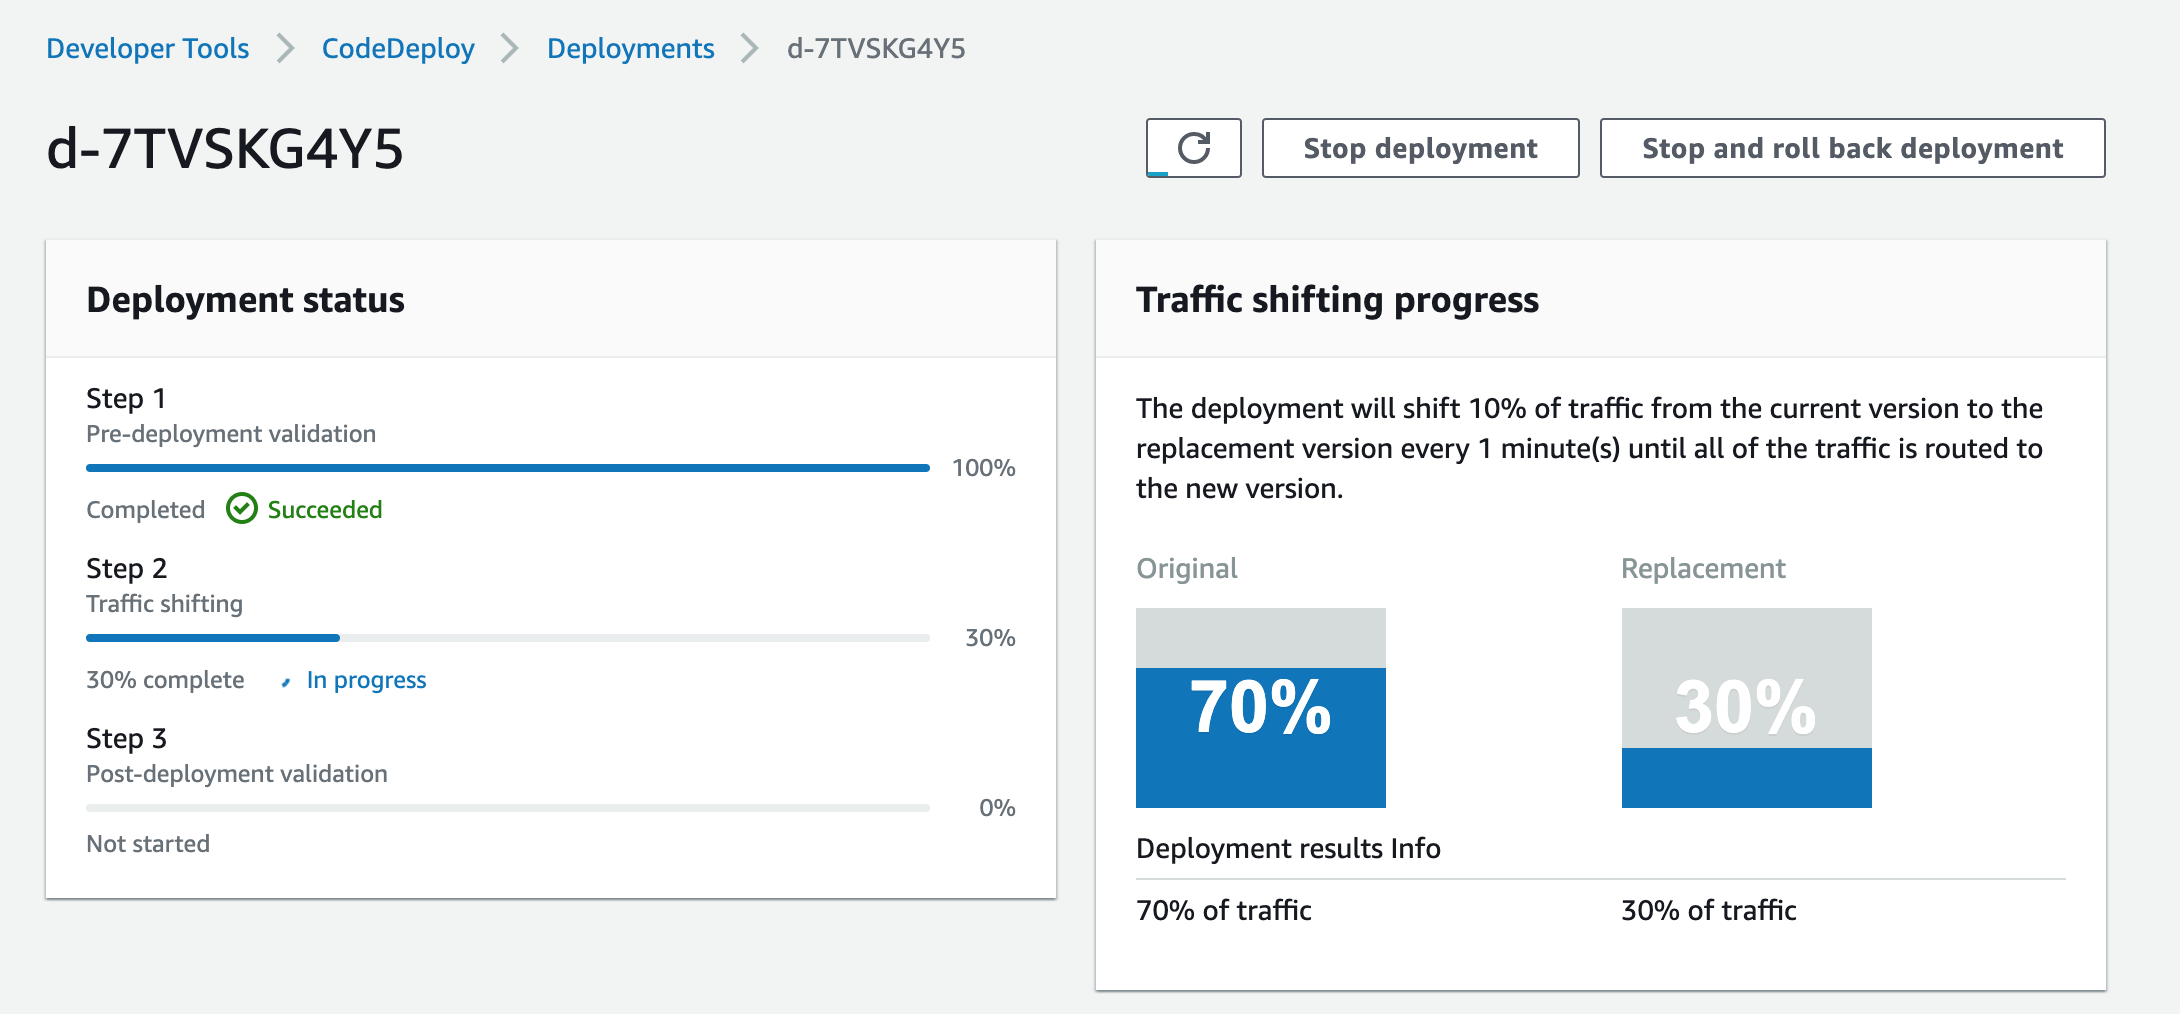 Developer Tools CodeDeploy Deployments d-7TVSKG4Y5
d-7TVSKG4Y5
Stop deployment
Stop and roll back deployment
Deployment status
Step 1
Pre-deployment validation
100%
Completed Succeeded
Step 2
Traffic shifting
30%
30% complete In progress
Step 3
Post-deployment validation
0%
Not started
Traffic shifting progress
The deployment will shift 10% of traffic from the current version to the
replacement version every 1 minute(s) until all of the traffic is routed to
the new version.
Original Replacement
70% 30%
Deployment results Info
70% of traffic 30% of traffic